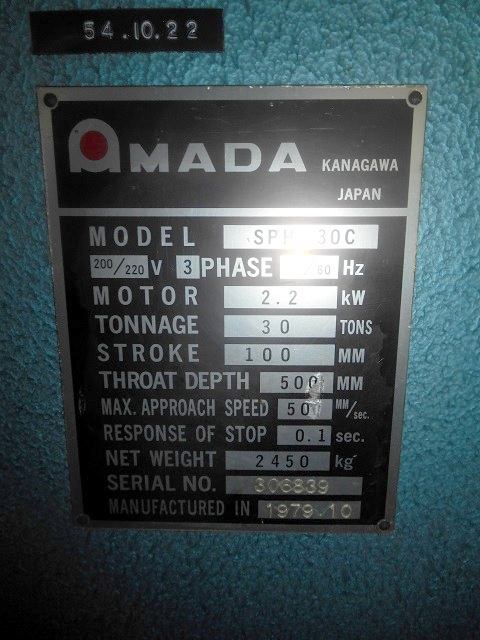 54.10.22
AMADA KANAGAWA
JAPAN
MODEL
200/220 V 3 PHASE /60 Hz
MOTOR 2.2 kW
TONNAGE 30 TONS
STROKE 100 MM
THROAT DEPTH 500 MM
MAX. APPROACH SPEED 50 MM/sec.
RESPONSE OF STOP 0.1 sec.
NET WEIGHT 2450 kg
SERIAL NO. 306839
MANUFACTURED IN 1979.10